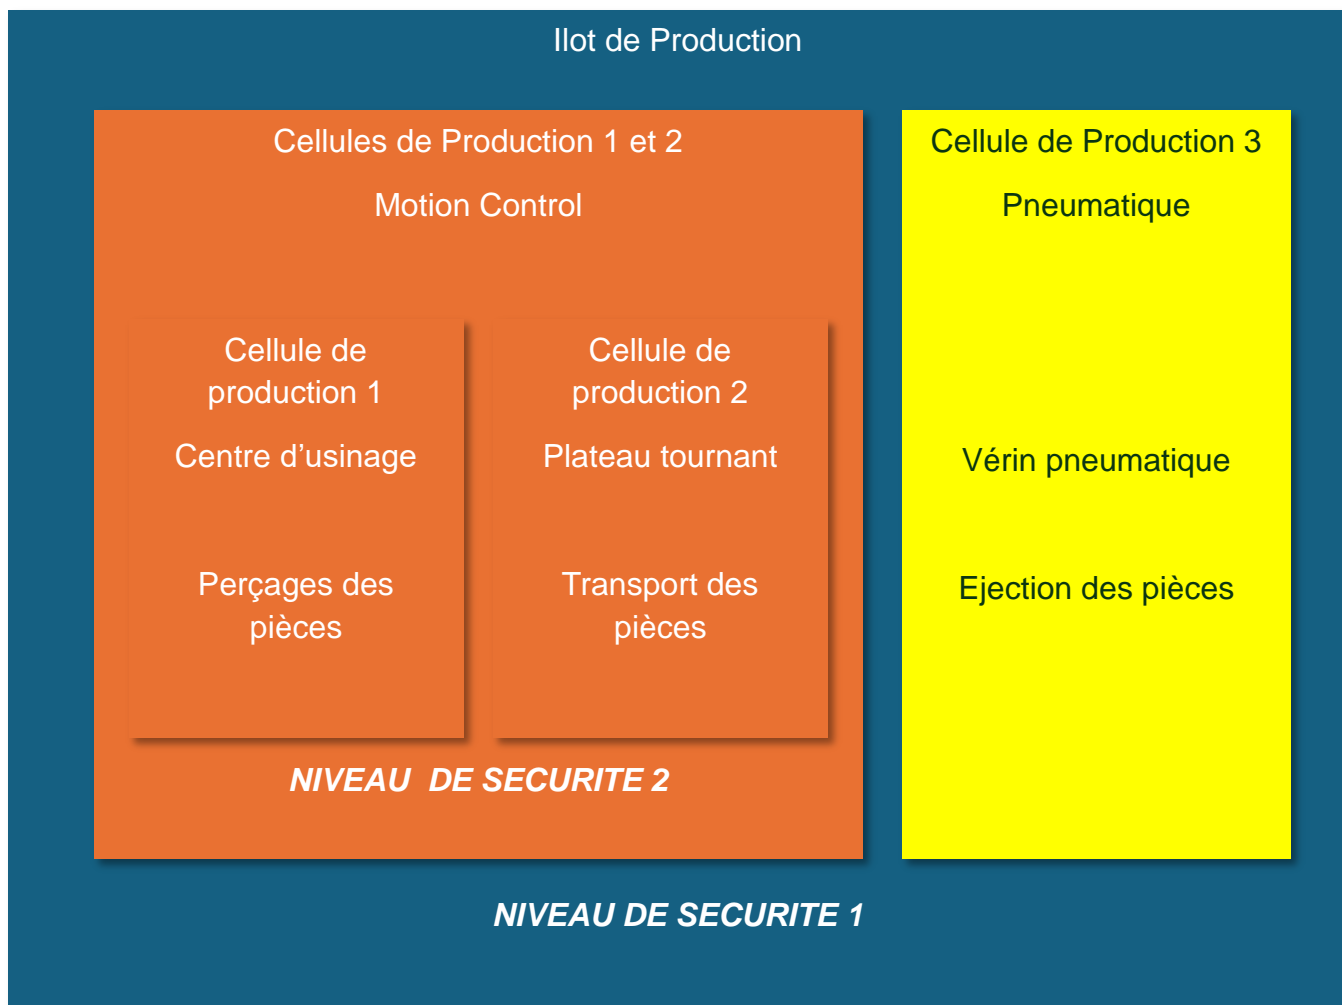 Ilot de Production
Cellules de Production 1 et 2
Motion Control
Cellule de
production 1
Centre d'usinage
Perçages des
pièces
Cellule de
production 2
Plateau tournant
Transport des
pièces
NIVEAU  DE SECURITE 2
Cellule de Production 3
Pneumatique
Vérin pneumatique
Ejection des pièces
NIVEAU DE SECURITE 1